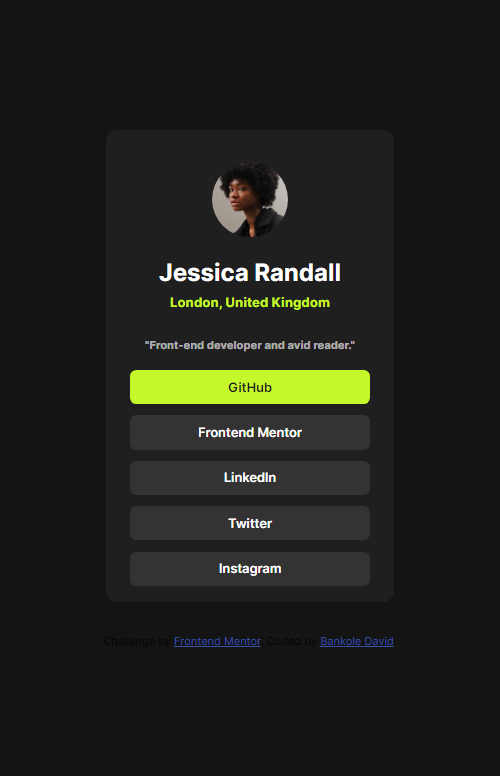 Jessica Randall
London, United Kingdom
"Front-end developer and avid reader."
GitHub
Frontend Mentor
LinkedIn
Twitter
Instagram
Challenge by Frontend Mentor. Coded by Bankole David